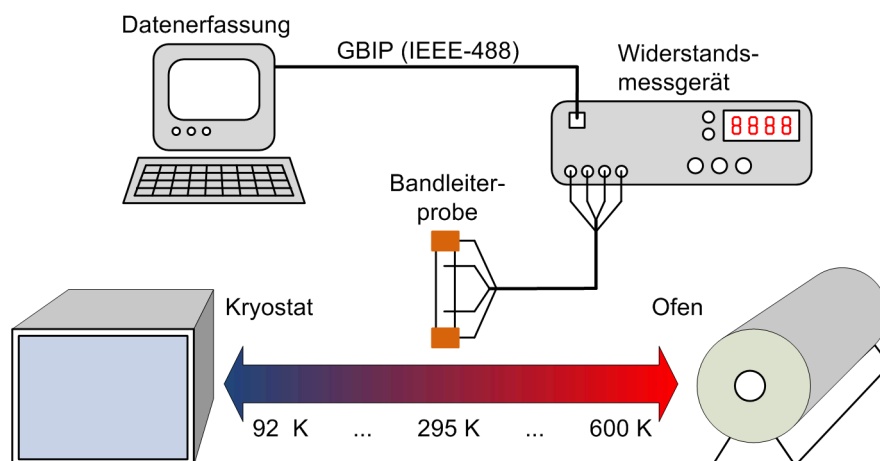 Datenerfassung
GBIP (IEEE-488)
Widerstands-
messgerät
8888
Bandleiter-
probe
Kryostat
Ofen
92 K ... 295 K ... 600 K